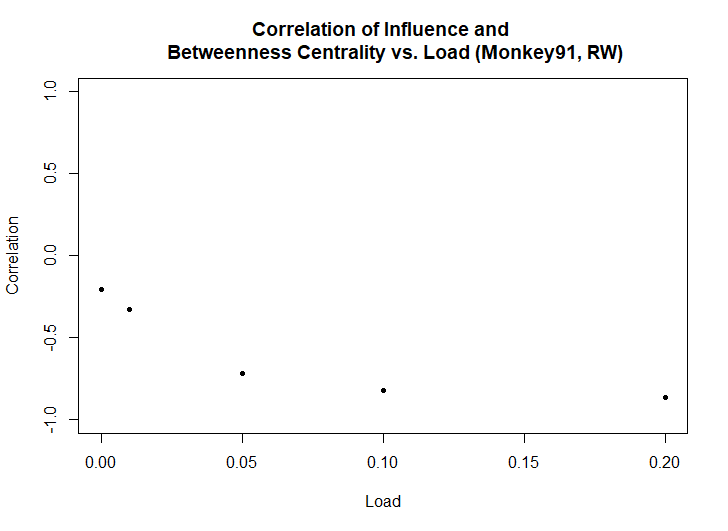 Correlation of Influence and
Betweenness Centrality vs. Load (Monkey91, RW)
1.0
0.5
0.0
-0.5
-1.0
Correlation
0.00 0.05 0.10 0.15 0.20
Load